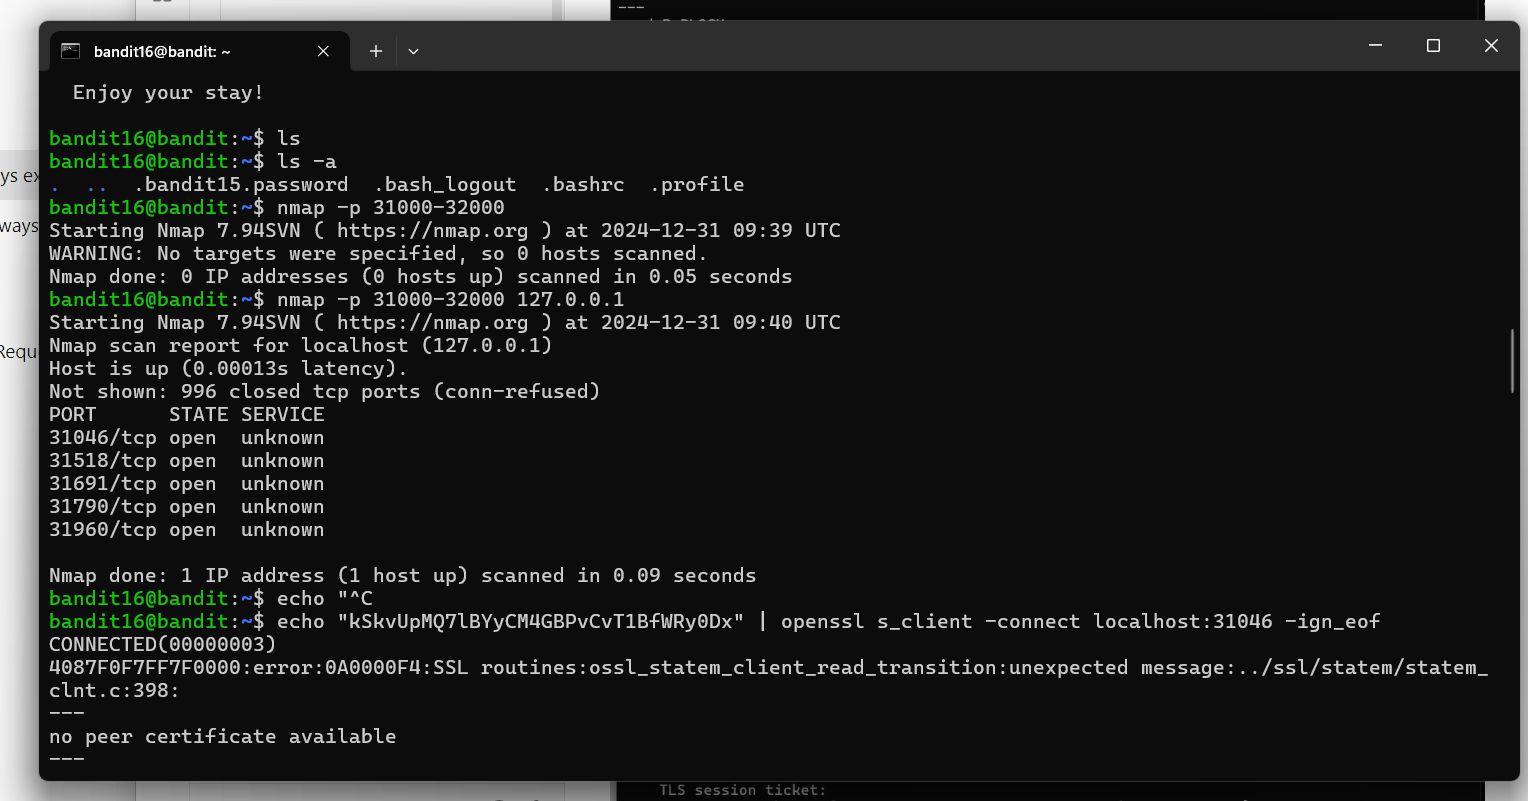 bandit16@bandit: ~
Enjoy your stay!
bandit16@bandit:~$ ls
bandit16@bandit:~$ ls -a
.  ..  .bandit15.password  .bash_logout  .bashrc  .profile
bandit16@bandit:~$ nmap -p 31000-32000
Starting Nmap 7.94SVN ( https://nmap.org ) at 2024-12-31 09:39 UTC
WARNING: No targets were specified, so 0 hosts scanned.
Nmap done: 0 IP addresses (0 hosts up) scanned in 0.05 seconds
bandit16@bandit:~$ nmap -p 31000-32000 127.0.0.1
Starting Nmap 7.94SVN ( https://nmap.org ) at 2024-12-31 09:40 UTC
Nmap scan report for localhost (127.0.0.1)
Host is up (0.00013s latency).
Not shown: 996 closed tcp ports (conn-refused)
PORT      STATE SERVICE
31046/tcp open  unknown
31518/tcp open  unknown
31691/tcp open  unknown
31790/tcp open  unknown
31960/tcp open  unknown
Nmap done: 1 IP address (1 host up) scanned in 0.09 seconds
bandit16@bandit:~$ echo "^C
bandit16@bandit:~$ echo "kSkvUpMQ7lBYyCM4GBPvCvT1BfWRy0Dx" | openssl s_client -connect localhost:31046 -ign_eof
CONNECTED(00000003)
4087F0F7FF7F0000:error:0A0000F4:SSL routines:ossl_statem_client_read_transition:unexpected message:../ssl/statem/statem_
clnt.c:398:
---
no peer certificate available
---
ys ex
ways
Requ
---
TLS session ticket: